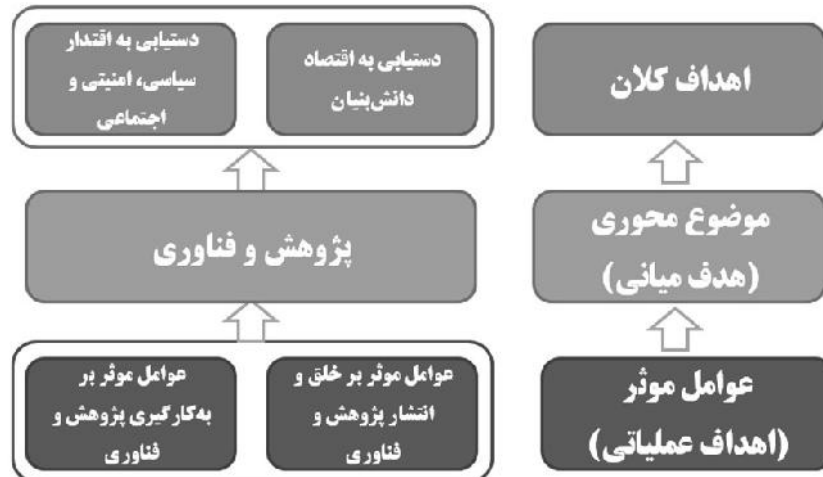 اهداف کلان
دستیابی به اقتصاد
دانش‌بنیان
دستیابی به اقتدار
سیاسی، امنیتی و
اجتماعی
موضوع محوری
(هدف میانی)
پژوهش و فناوری
عوامل موثر
(اهداف عملیاتی)
عوامل موثر بر خلق و
انتشار پژوهش و
فناوری
عوامل موثر بر
به‌کارگیری پژوهش و
فناوری